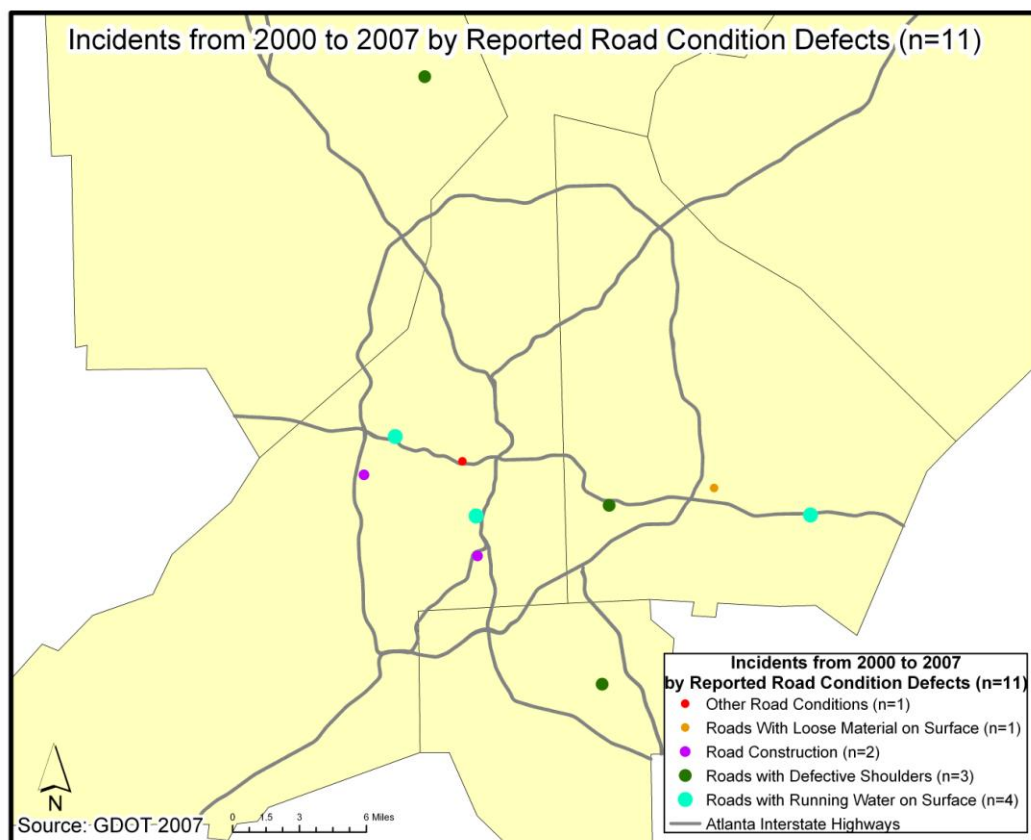 Incidents from 2000 to 2007 by Reported Road Condition Defects (n=11)
Incidents from 2000 to 2007
by Reported Road Condition Defects (n=11)
Other Road Conditions (n=1)
Roads With Loose Material on Surface (n=1)
Road Construction (n=2)
Roads with Defective Shoulders (n=3)
Roads with Running Water on Surface (n=4)
Atlanta Interstate Highways
N
Source: GDOT 2007
0 1.5 3 6 Miles